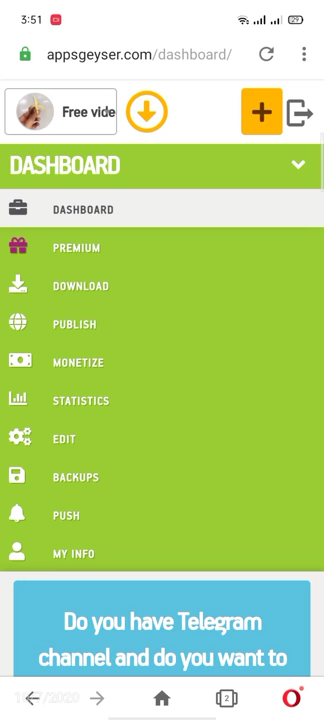 3:51
29
appsgeyser.com/dashboard/
Free vide
DASHBOARD
DASHBOARD
PREMIUM
DOWNLOAD
PUBLISH
MONETIZE
STATISTICS
EDIT
BACKUPS
PUSH
MY INFO
Do you have Telegram
channel and do you want to
2